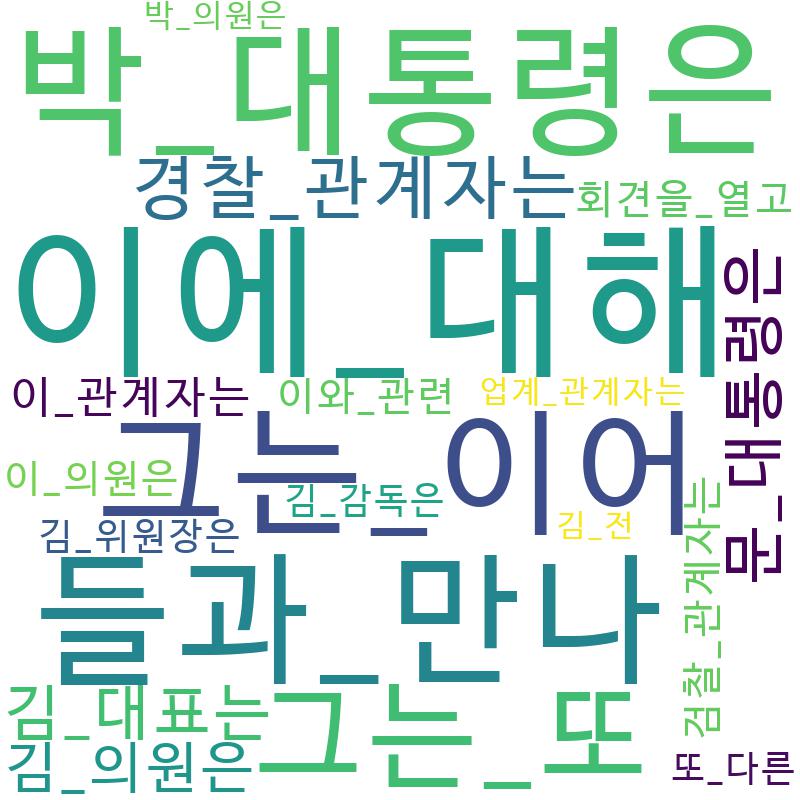 박_의원은
박_대통령은
경찰_관계자는
회견을_열고
이에_대해
문_대통령은
이_관계자는
이와_관련
업계_관계자는
그는_이어
이_의원은
김_감독은
김_위원장은
김_전
검찰_관계자는
들과_만나
김_대표는
그는_또
김_의원은
또_다른